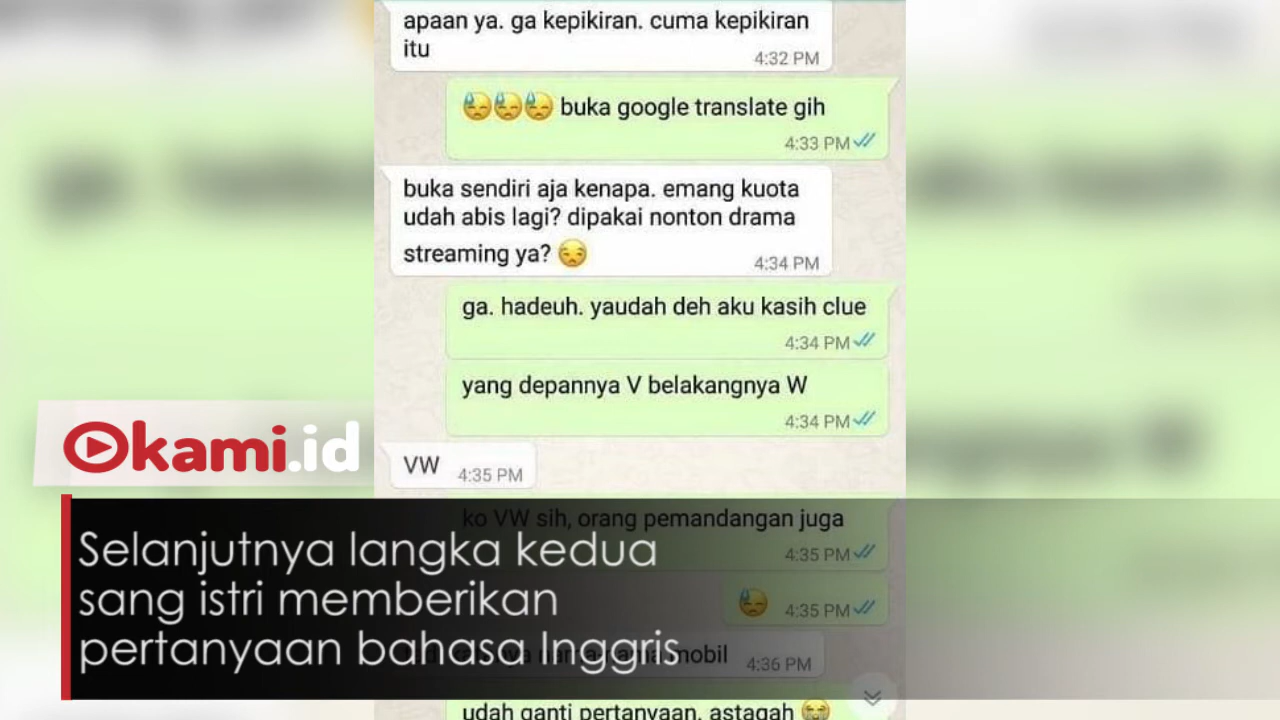 apaan ya. ga kepikiran. cuma kepikiran
itu
4:32 PM
😓😓😓 buka google translate gih
4:33 PM
buka sendiri aja kenapa. emang kuota
udah abis lagi? dipakai nonton drama
streaming ya? 😒
4:34 PM
ga. hadeuh. yaudah deh aku kasih clue
4:34 PM
yang depannya V belakangnya W
4:34 PM
VW 4:35 PM
ko VW sih, orang pemandangan juga
4:35 PM
😓 4:35 PM
mobil 4:36 PM
udah ganti pertanyaan. astagah 😭
Okami.id
Selanjutnya langka kedua
sang istri memberikan
pertanyaan bahasa Inggris